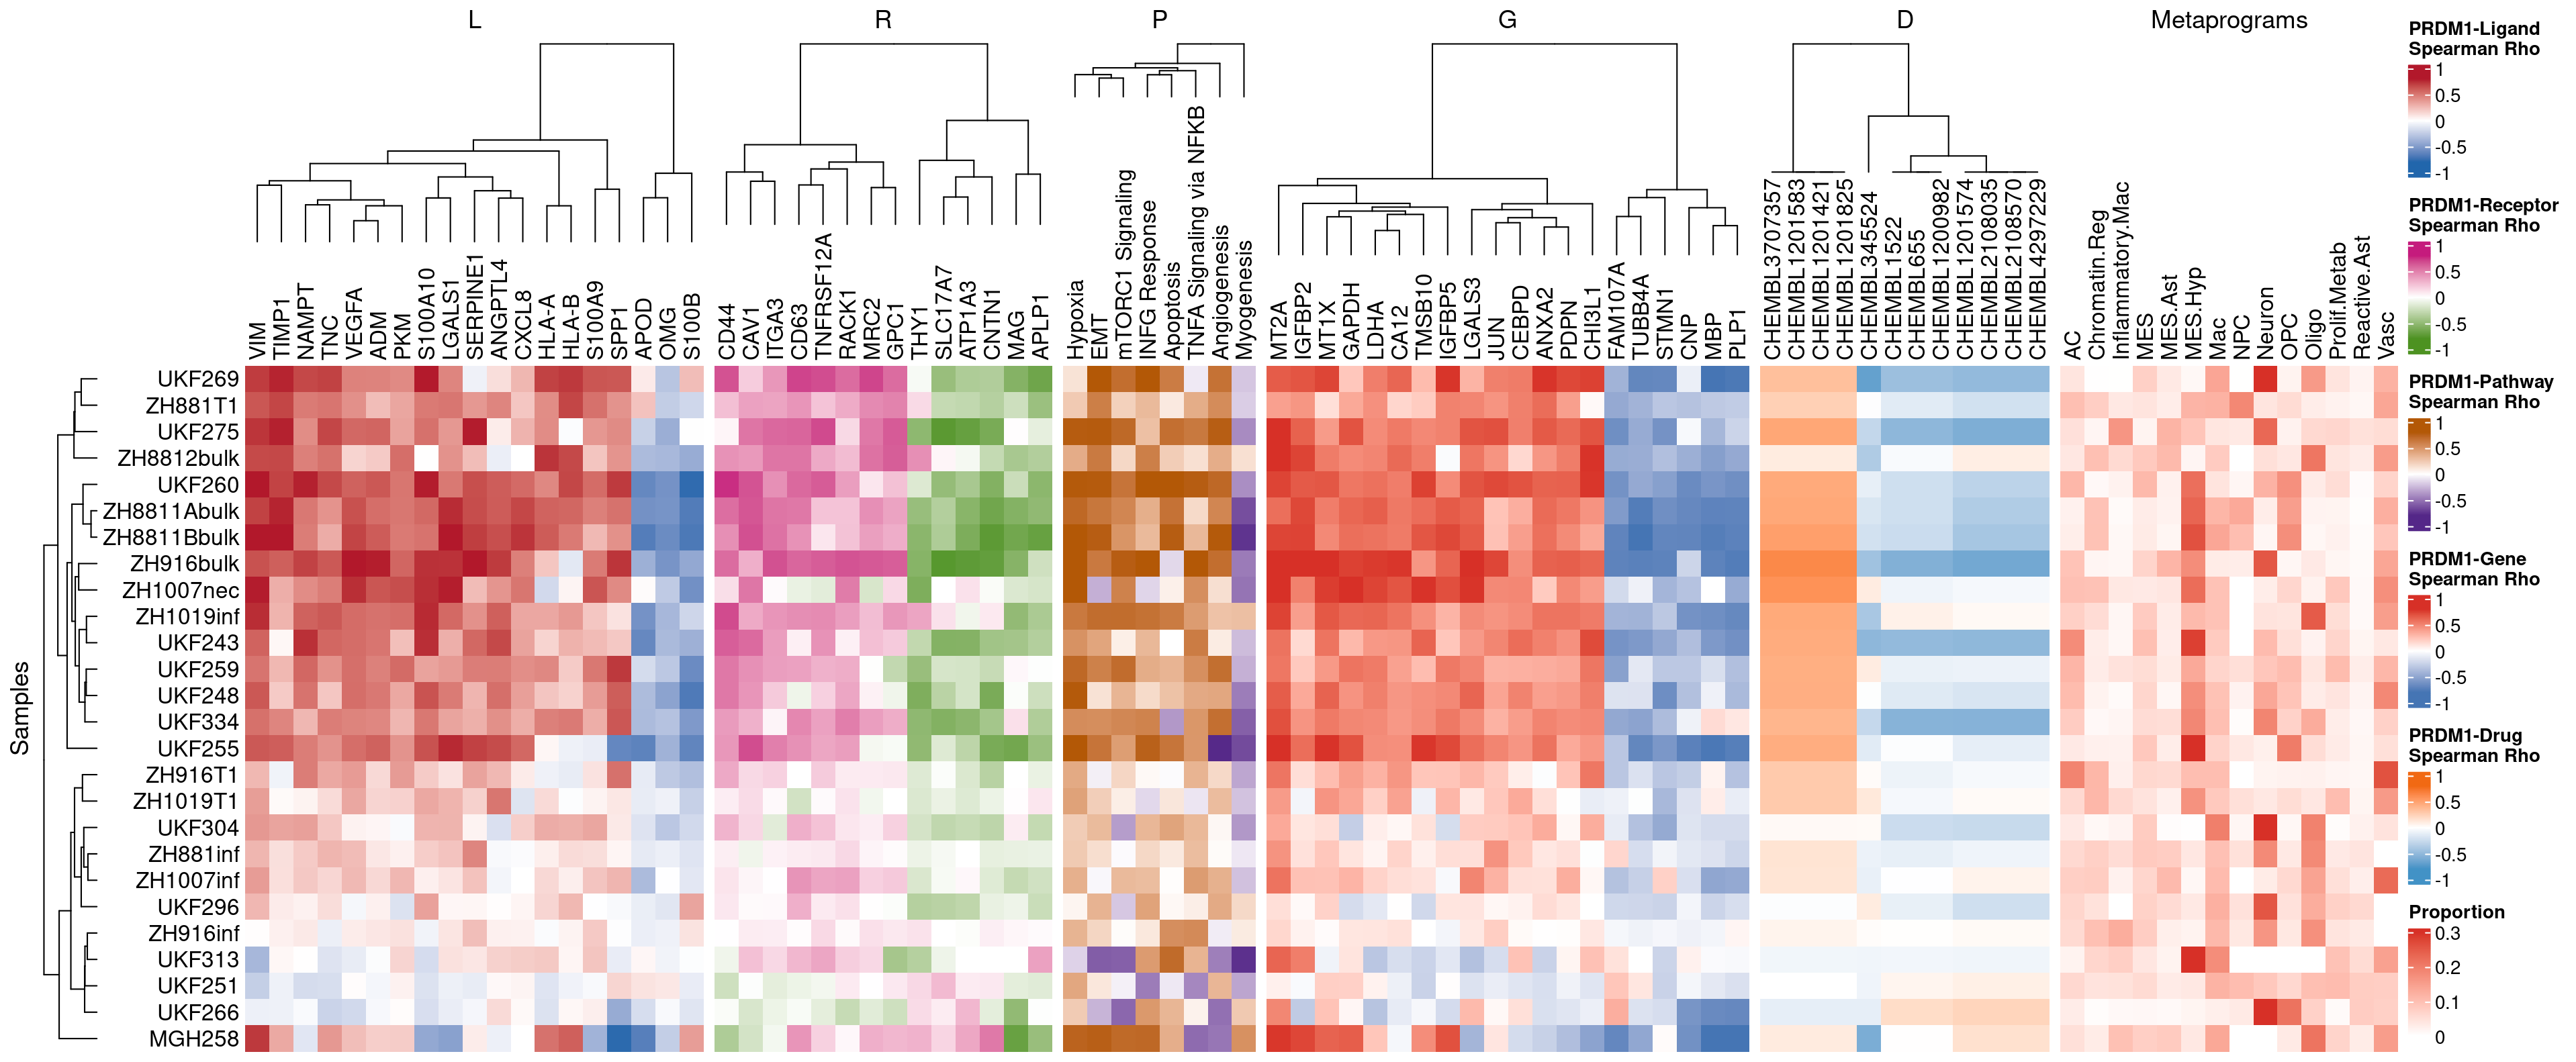 L R P G D Metaprograms
VIM TIMP1 NAMPT TNC VEGFA ADM PKM S100A10 LGALS1 SERPINE1 ANGPTL4 CXCL8 HLA-A HLA-B S100A9 SPP1 APOD OMG S100B
CD44 CAV1 ITGA3 CD63 TNFRSF12A RACK1 MRC2 GPC1 THY1 SLC17A7 ATP1A3 CNTN1 MAG APLP1
Hypoxia
EMT
mTORC1 Signaling
INFG Response
Apoptosis
TNFA Signaling via NFKB
Angiogenesis
Myogenesis
MT2A IGFBP2 MT1X GAPDH LDHA CA12 TMSB10 IGFBP5 LGALS3 JUN CEBPD ANXA2 PDPN CHI3L1 FAM107A TUBB4A STMN1 CNP MBP PLP1
CHEMBL3707357
CHEMBL1201583
CHEMBL1201421
CHEMBL1201825
CHEMBL345524
CHEMBL1522
CHEMBL655
CHEMBL1200982
CHEMBL1201574
CHEMBL2108035
CHEMBL2108570
CHEMBL4297229
AC
Chromatin.Reg
Inflammatory.Mac
MES
MES.Ast
MES.Hyp
Mac
NPC
Neuron
OPC
Oligo
Prolif.Metab
Reactive.Ast
Vasc
Samples
UKF269
ZH881T1
UKF275
ZH8812bulk
UKF260
ZH8811Abulk
ZH8811Bbulk
ZH916bulk
ZH1007nec
ZH1019inf
UKF243
UKF259
UKF248
UKF334
UKF255
ZH916T1
ZH1019T1
UKF304
ZH881inf
ZH1007inf
UKF296
ZH916inf
UKF313
UKF251
UKF266
MGH258
PRDM1-Ligand
Spearman Rho
1
0.5
0
-0.5
-1
PRDM1-Receptor
Spearman Rho
1
0.5
0
-0.5
-1
PRDM1-Pathway
Spearman Rho
1
0.5
0
-0.5
-1
PRDM1-Gene
Spearman Rho
1
0.5
0
-0.5
-1
PRDM1-Drug
Spearman Rho
1
0.5
0
-0.5
-1
Proportion
0.3
0.2
0.1
0